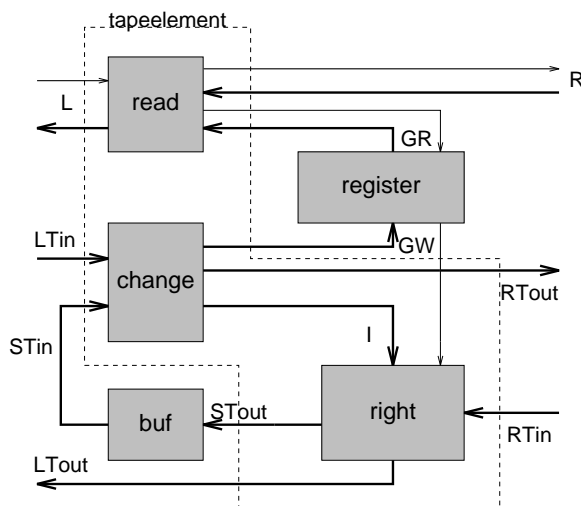 tapeelement
L
read
R
GR
register
LTin
GW
change
RTout
STin
I
buf
STout
right
RTin
LTout